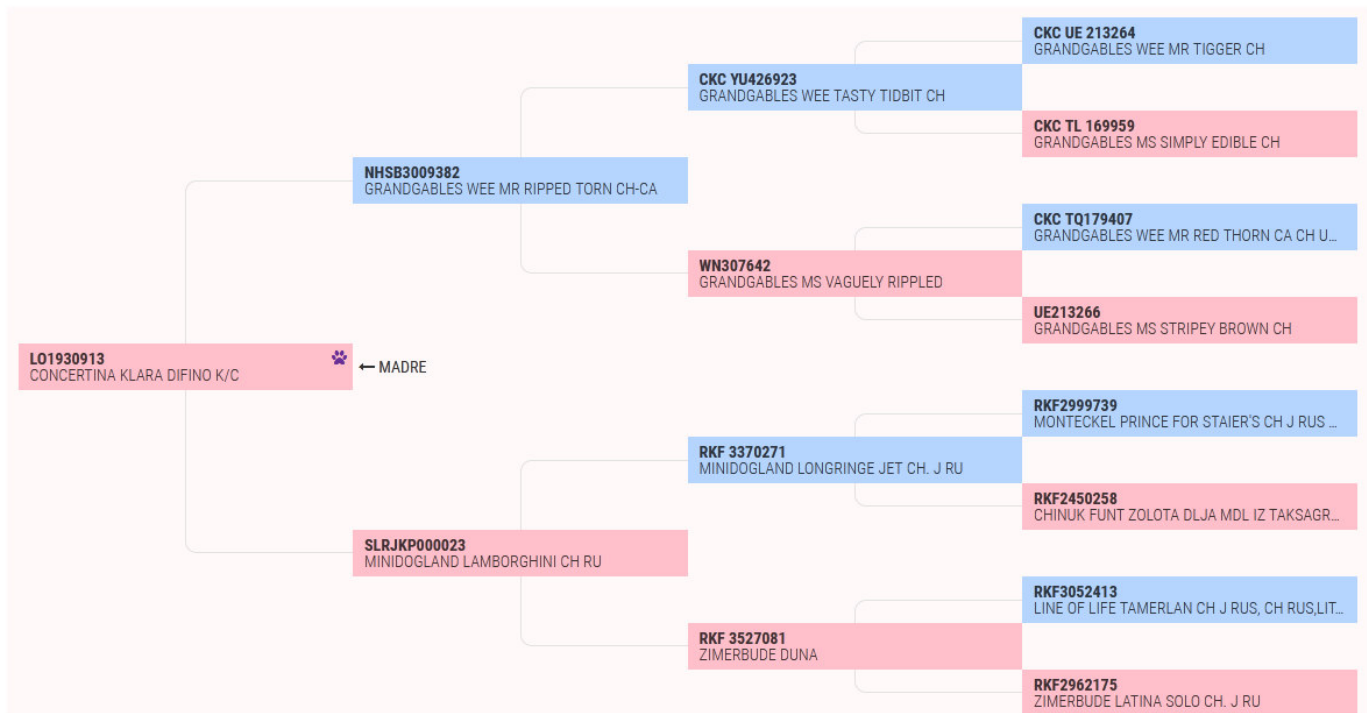 CKC UE 213264
GRANDGABLES WEE MR TIGGER CH
CKC YU426923
GRANDGABLES WEE TASTY TIDBIT CH
CKC TL 169959
GRANDGABLES MS SIMPLY EDIBLE CH
NHSB3009382
GRANDGABLES WEE MR RIPPED TORN CH-CA
CKC TQ179407
GRANDGABLES WEE MR RED THORN CA CH U...
WN307642
GRANDGABLES MS VAGUELY RIPPLED
UE213266
GRANDGABLES MS STRIPEY BROWN CH
LO1930913
CONCERTINA KLARA DIFINO K/C
← MADRE
RKF2999739
MONTECKEL PRINCE FOR STAIER'S CH J RUS ...
RKF 3370271
MINIDOGLAND LONGRINGE JET CH. J RU
RKF2450258
CHINUK FUNT ZOLOTA DLJA MDL IZ TAKSAGR...
SLRJKP000023
MINIDOGLAND LAMBORGHINI CH RU
RKF3052413
LINE OF LIFE TAMERLAN CH J RUS, CH RUS,LIT...
RKF 3527081
ZIMERBUDE DUNA
RKF2962175
ZIMERBUDE LATINA SOLO CH. J RU